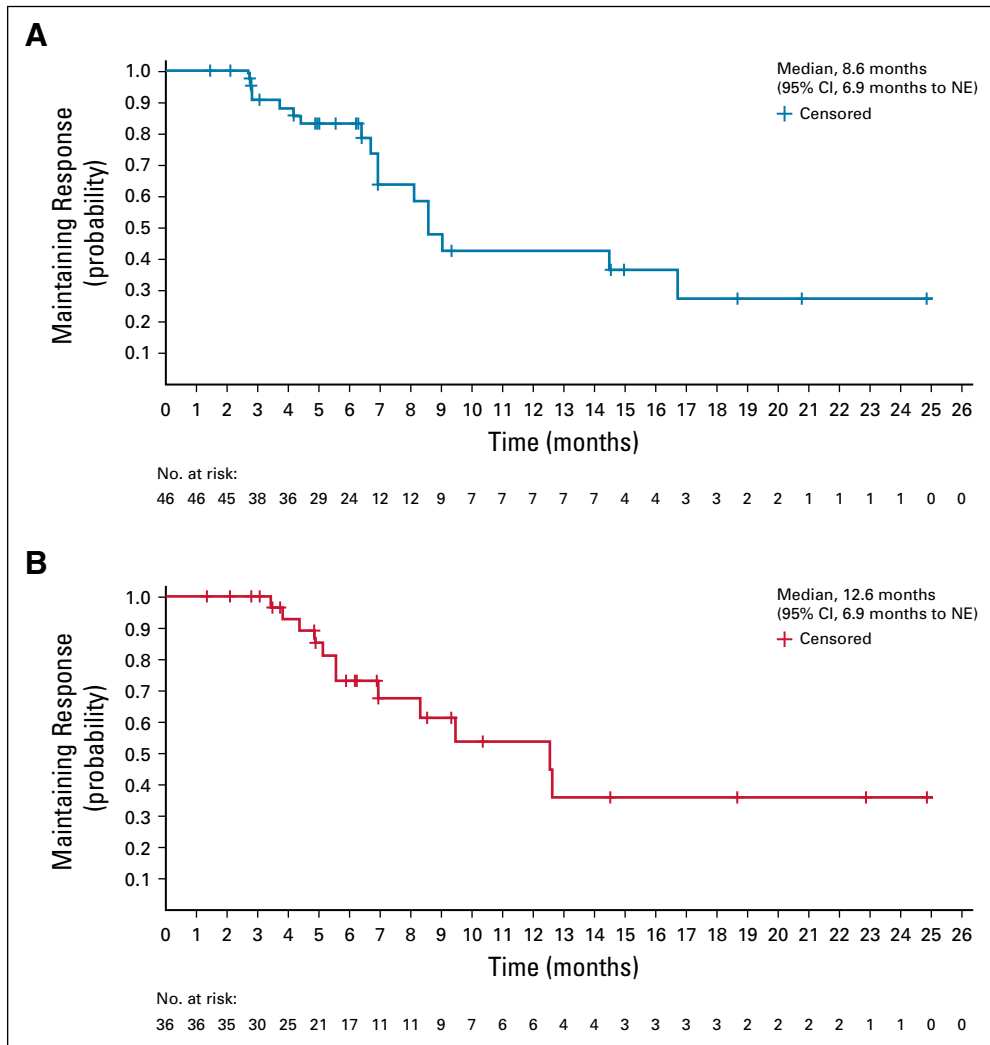 A
Median, 8.6 months
(95% CI, 6.9 months to NE)
Censored
Maintaining Response
(probability)
1.0
0.9
0.8
0.7
0.6
0.5
0.4
0.3
0.2
0.1
0 1 2 3 4 5 6 7 8 9 10 11 12 13 14 15 16 17 18 19 20 21 22 23 24 25 26
Time (months)
No. at risk:
46 46 45 38 36 29 24 12 12 9 7 7 7 7 7 4 4 3 3 2 2 1 1 1 1 0 0
B
Median, 12.6 months
(95% CI, 6.9 months to NE)
Censored
Maintaining Response
(probability)
1.0
0.9
0.8
0.7
0.6
0.5
0.4
0.3
0.2
0.1
0 1 2 3 4 5 6 7 8 9 10 11 12 13 14 15 16 17 18 19 20 21 22 23 24 25 26
Time (months)
No. at risk:
36 36 35 30 25 21 17 11 11 9 7 6 6 4 4 3 3 3 3 2 2 2 2 1 1 0 0